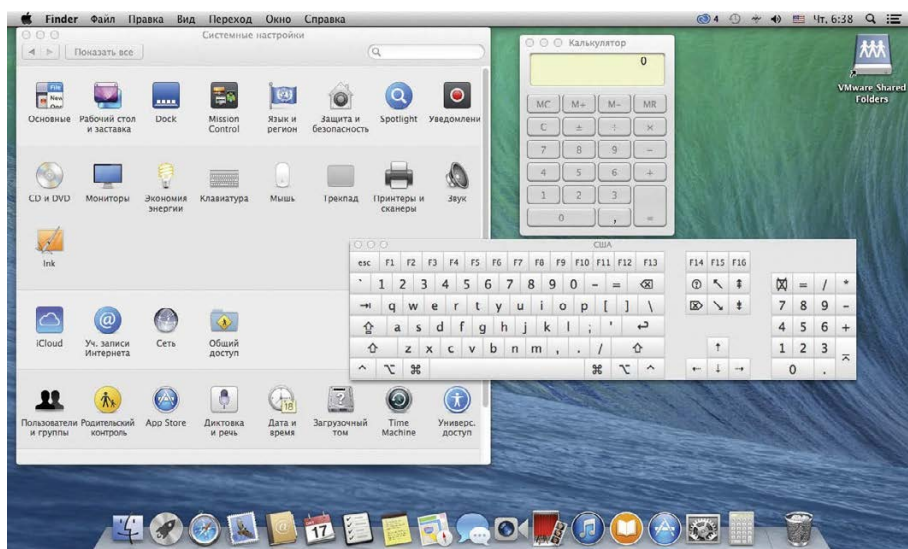 Finder Файл Правка Вид Переход Окно Справка
4 Чт, 6:38
Системные настройки
Показать все
File
New
Основные
Рабочий стол
и заставка
Dock
Mission
Control
Язык и
регион
Защита и
безопасность
Spotlight
Уведомлени
CD и DVD
Мониторы
Экономия
энергии
Клавиатура
Мышь
Трекпад
Принтеры и
сканеры
Звук
Ink
iCloud
Уч. записи
Интернета
Сеть
Общий
доступ
Пользователи
и группы
Родительский
контроль
App Store
Диктовка
и речь
18
Дата и
время
Загрузочный
том
Time
Machine
Универс.
доступ
Калькулятор
0
MC M+ M− MR
C ± ÷ ×
7 8 9 −
4 5 6 +
1 2 3
0 , =
VMware Shared
Folders
США
esc F1 F2 F3 F4 F5 F6 F7 F8 F9 F10 F11 F12 F13 F14 F15 F16
` 1 2 3 4 5 6 7 8 9 0 - = ⌫ = / *
q w e r t y u i o p [ ] \ 7 8 9 -
a s d f g h j k l ; ' 4 5 6 +
z x c v b n m , . / 1 2 3
^ ⌥ ⌘ ⌘ ⌥ ^ ← ↓ → 0 .
17